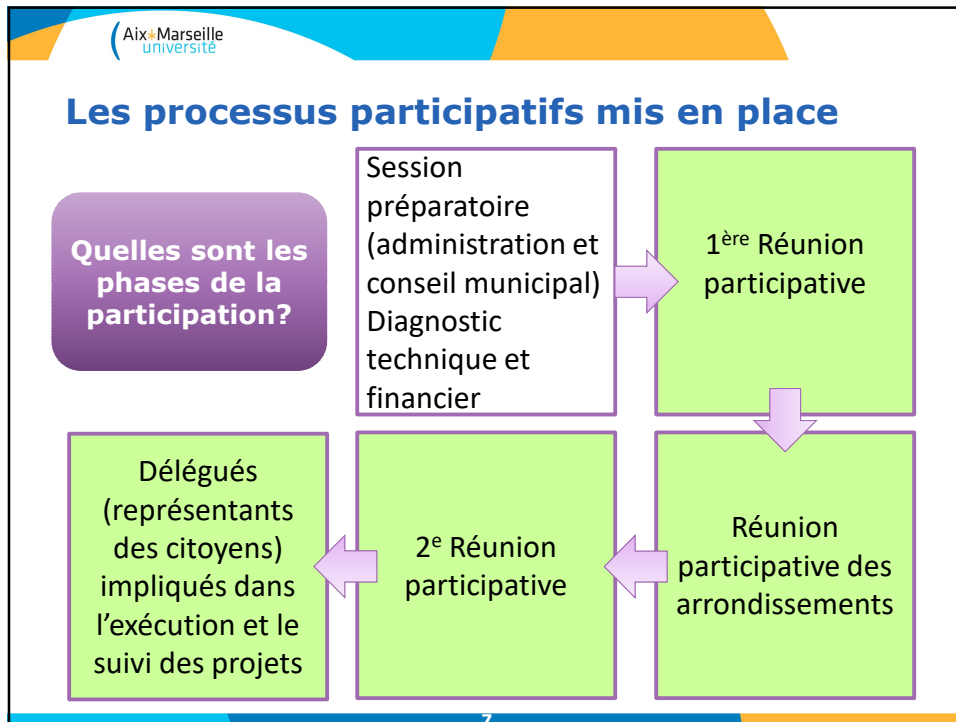 Aix*Marseille
université
Les processus participatifs mis en place
Quelles sont les
phases de la
participation?
Session
préparatoire
(administration et
conseil municipal)
Diagnostic
technique et
financier
1ère Réunion
participative
Réunion
participative des
arrondissements
2e Réunion
participative
Délégués
(représentants
des citoyens)
impliqués dans
l’exécution et le
suivi des projets
7